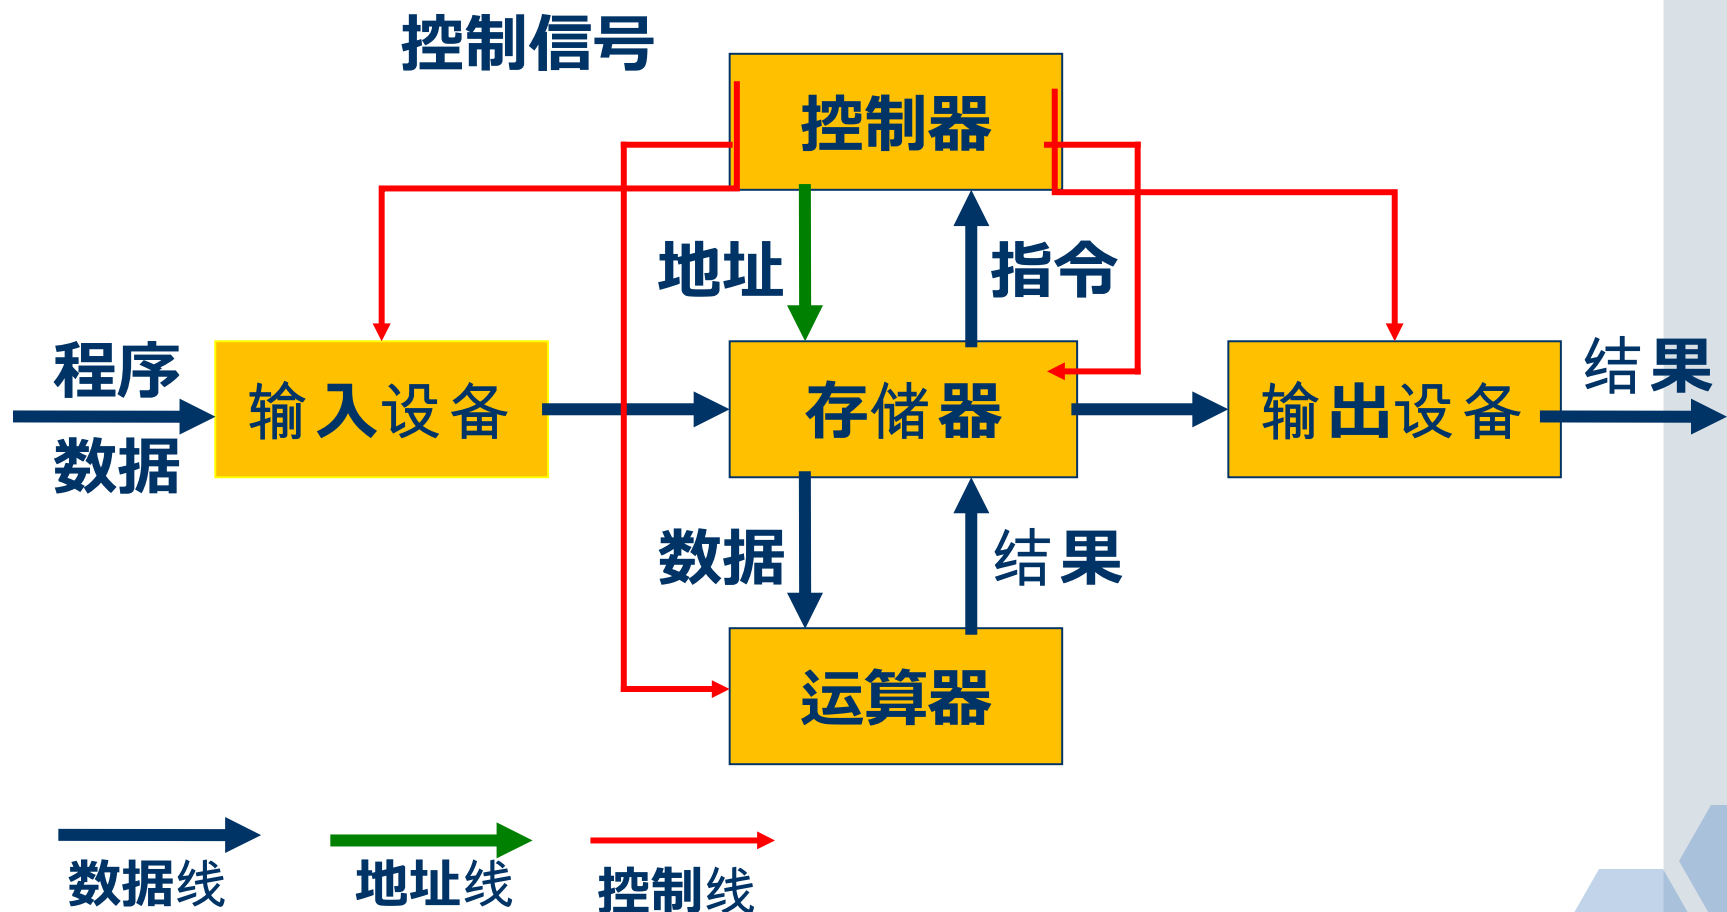 控制信号
控制器
地址
指令
程序
数据
输入设备
存储器
输出设备
结果
数据
结果
运算器
数据线
地址线
控制线